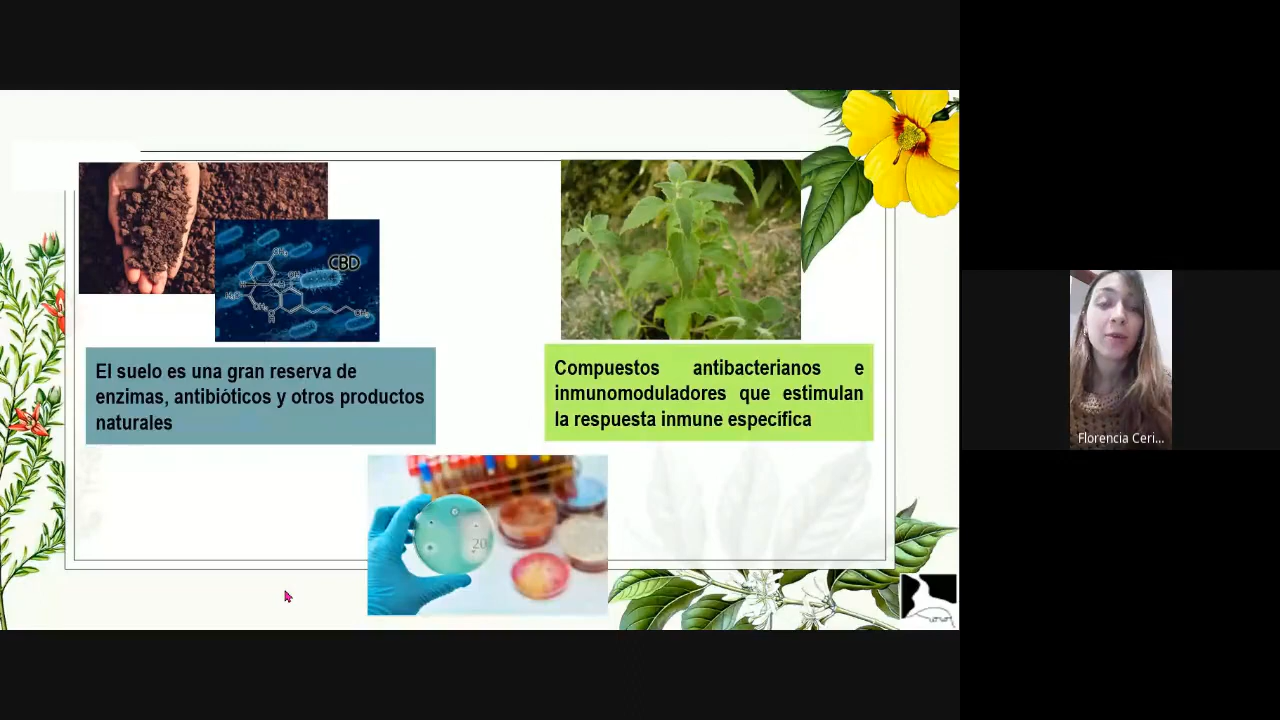 CBD
El suelo es una gran reserva de
enzimas, antibióticos y otros productos
naturales
Compuestos antibacterianos e
inmunomoduladores que estimulan
la respuesta inmune específica
20
Florencia Ceri...